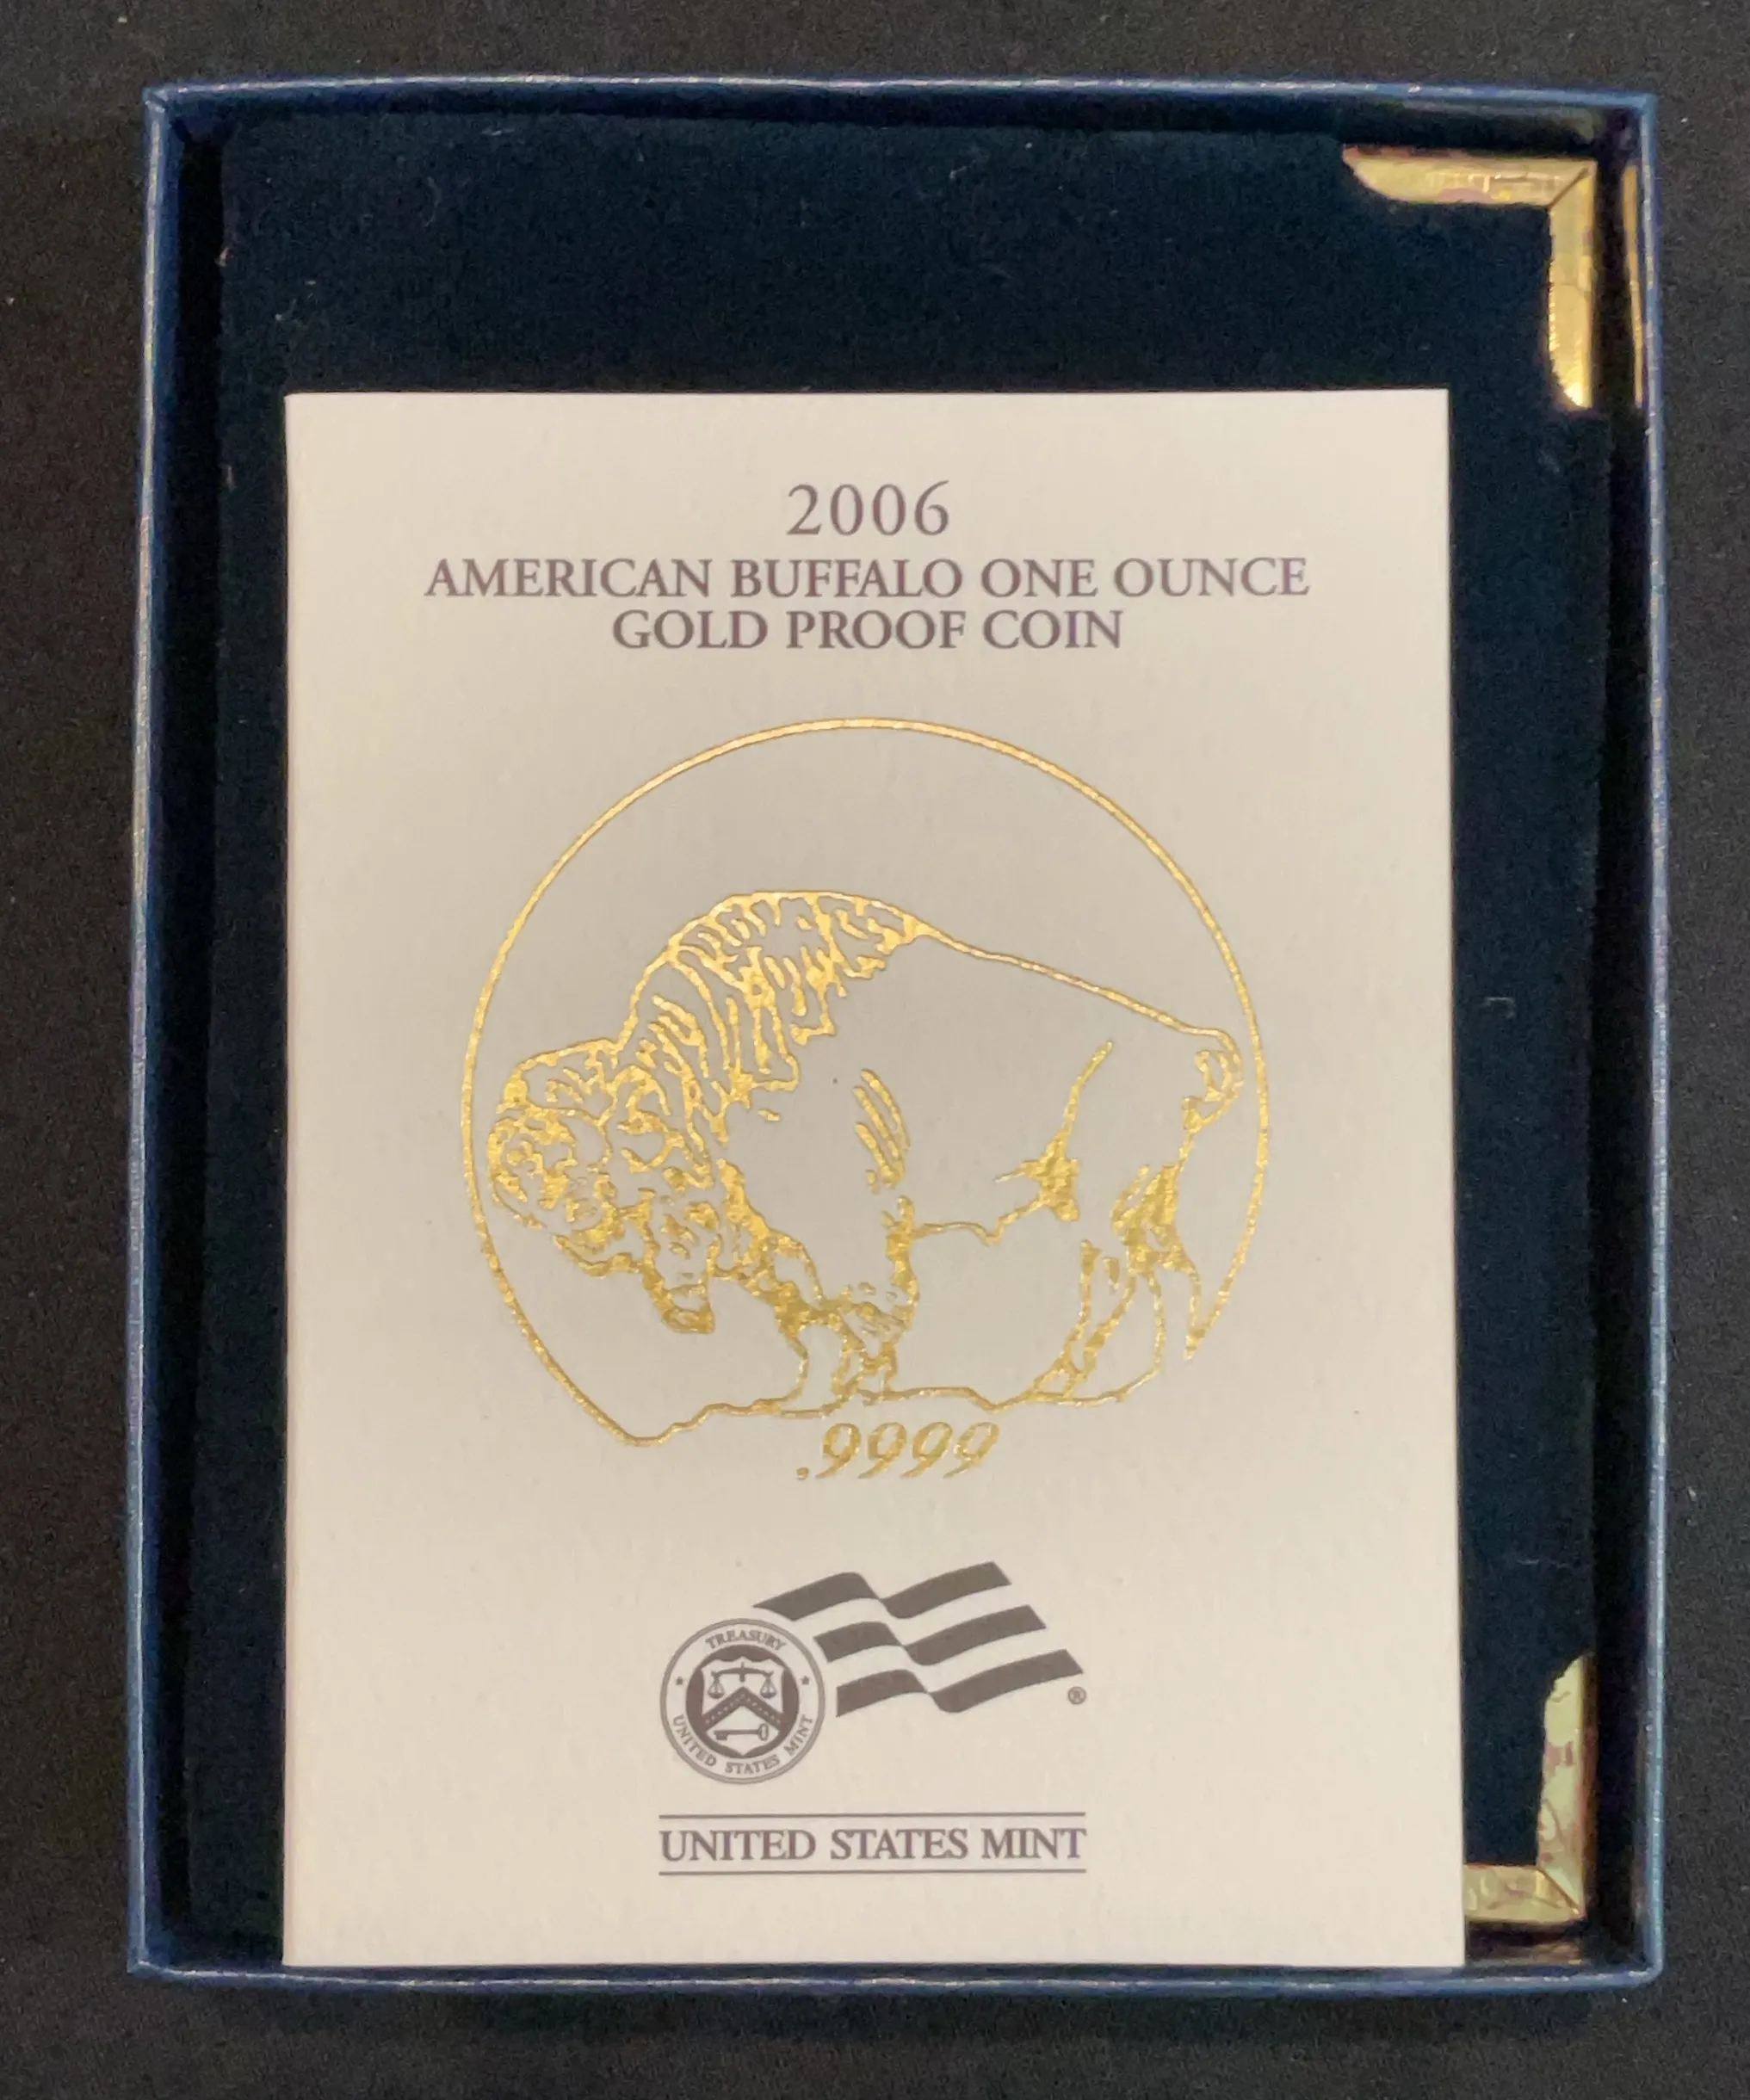 2006
AMERICAN BUFFALO ONE OUNCE
GOLD PROOF COIN
.9999
TREASURY
UNITED STATES MINT
®
UNITED STATES MINT